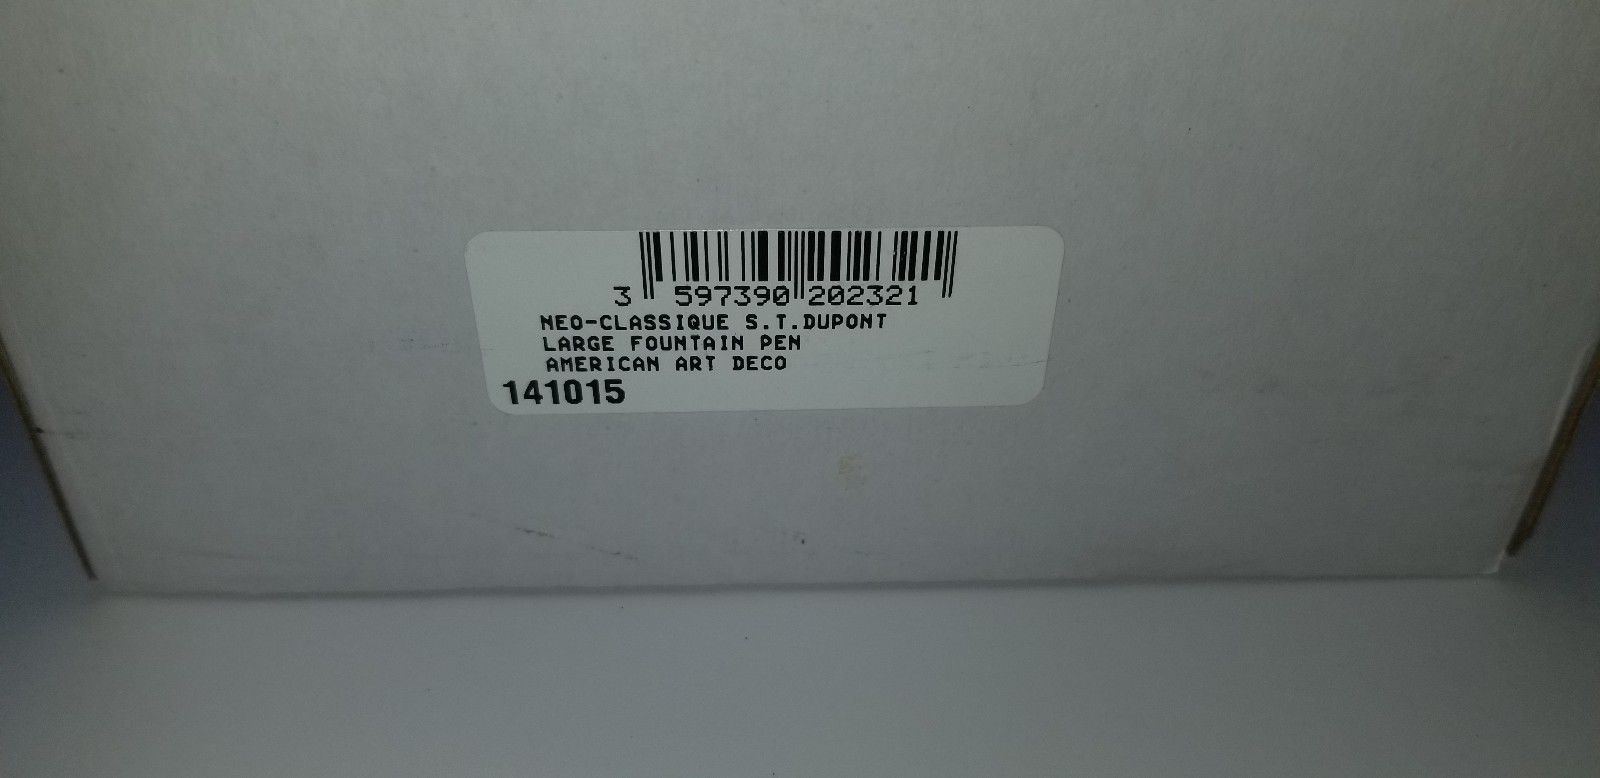 3 597390 202321
NEO-CLASSIQUE S.T.DUPONT
LARGE FOUNTAIN PEN
AMERICAN ART DECO
141015